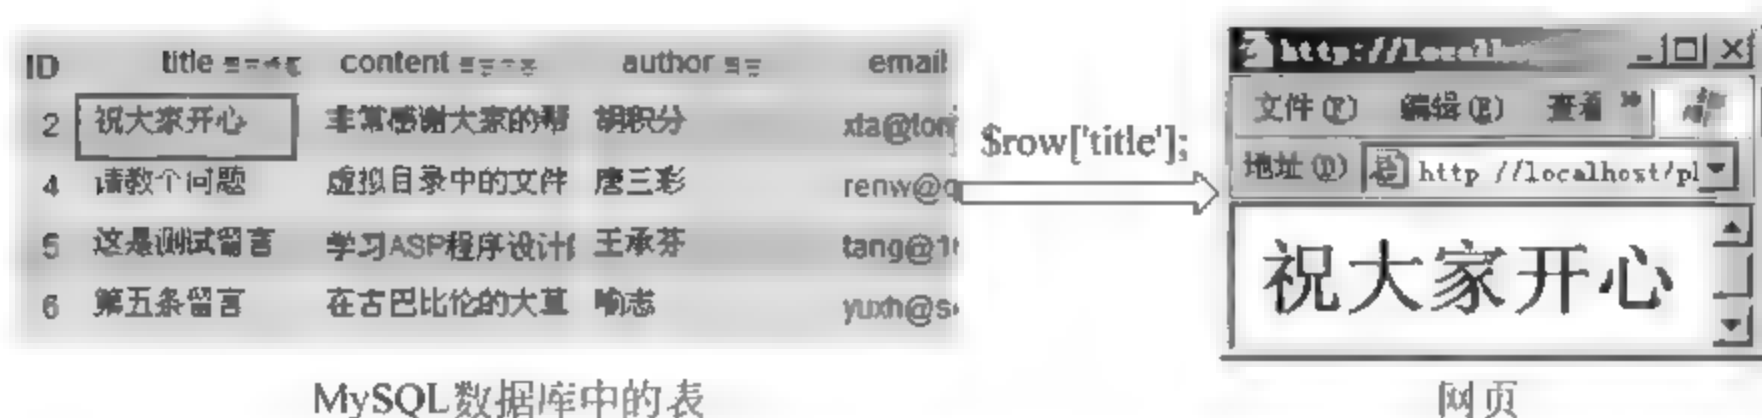 ID title content author email
2 祝大家开心 非常感谢大家的帮 胡积分
4 请教个问题 虚拟目录中的文件 唐三彩 renw@
5 这是测试留言 学习ASP程序设计 王承芬 tang@1
6 第五条留言 在古巴比伦的大草 喻志 yuxh@s
MySQL数据库中的表
$row['title'];
http://localh
文件(F) 编辑(E) 查看 »
地址(D) http //localhost/pl
祝大家开心
网页